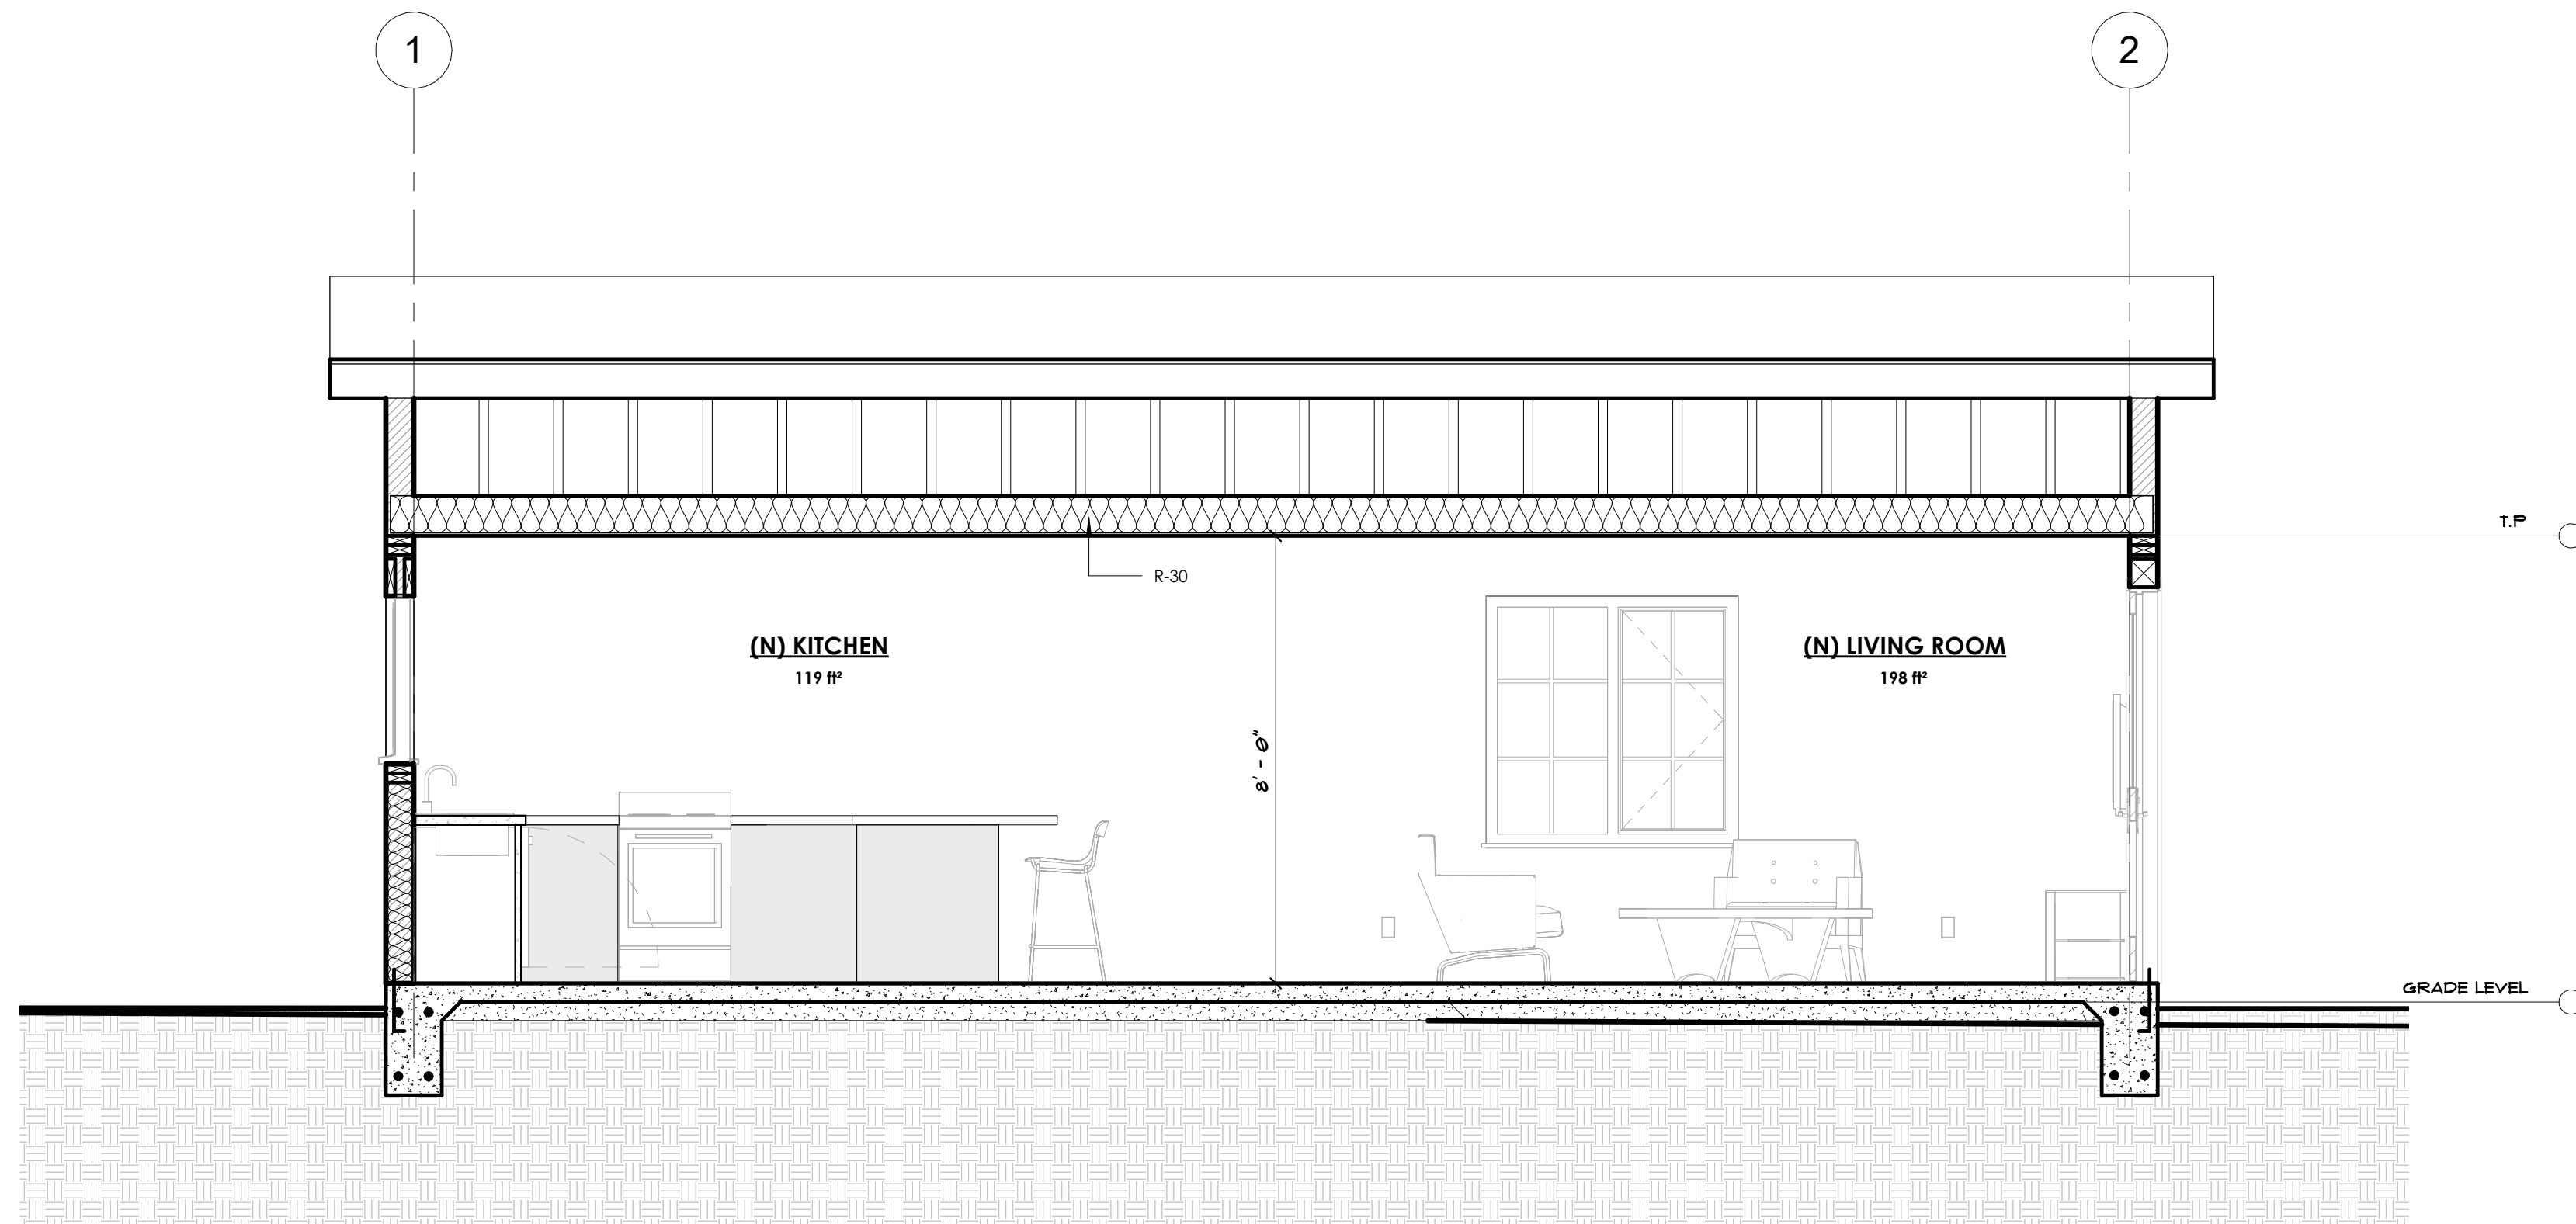 1
2
T.P
R-30
(N) KITCHEN
119 ft²
(N) LIVING ROOM
198 ft²
8' - 0"
GRADE LEVEL